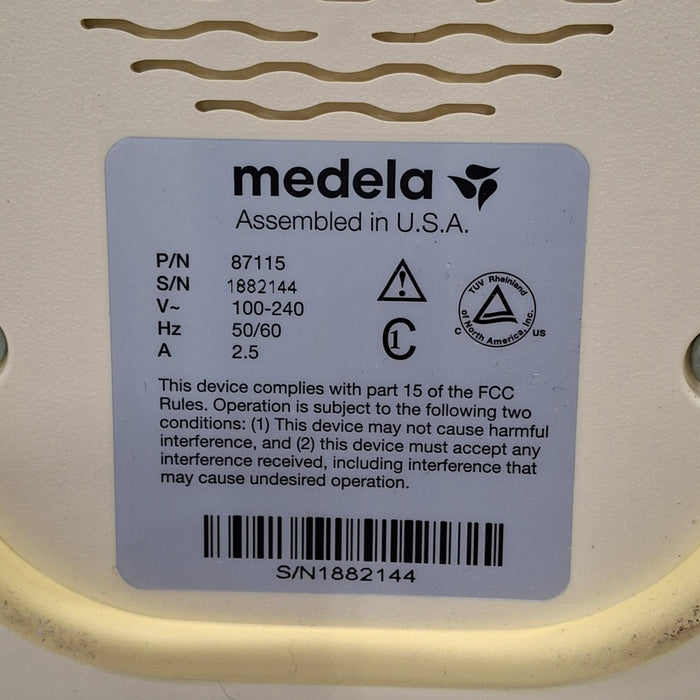 medela
Assembled in U.S.A.
P/N 87115
S/N 1882144
V~ 100-240
Hz 50/60
A 2.5
C1
TUV Rheinland
of North America, Inc.
C US
This device complies with part 15 of the FCC
Rules. Operation is subject to the following two
conditions: (1) This device may not cause harmful
interference, and (2) this device must accept any
interference received, including interference that
may cause undesired operation.
S/N1882144